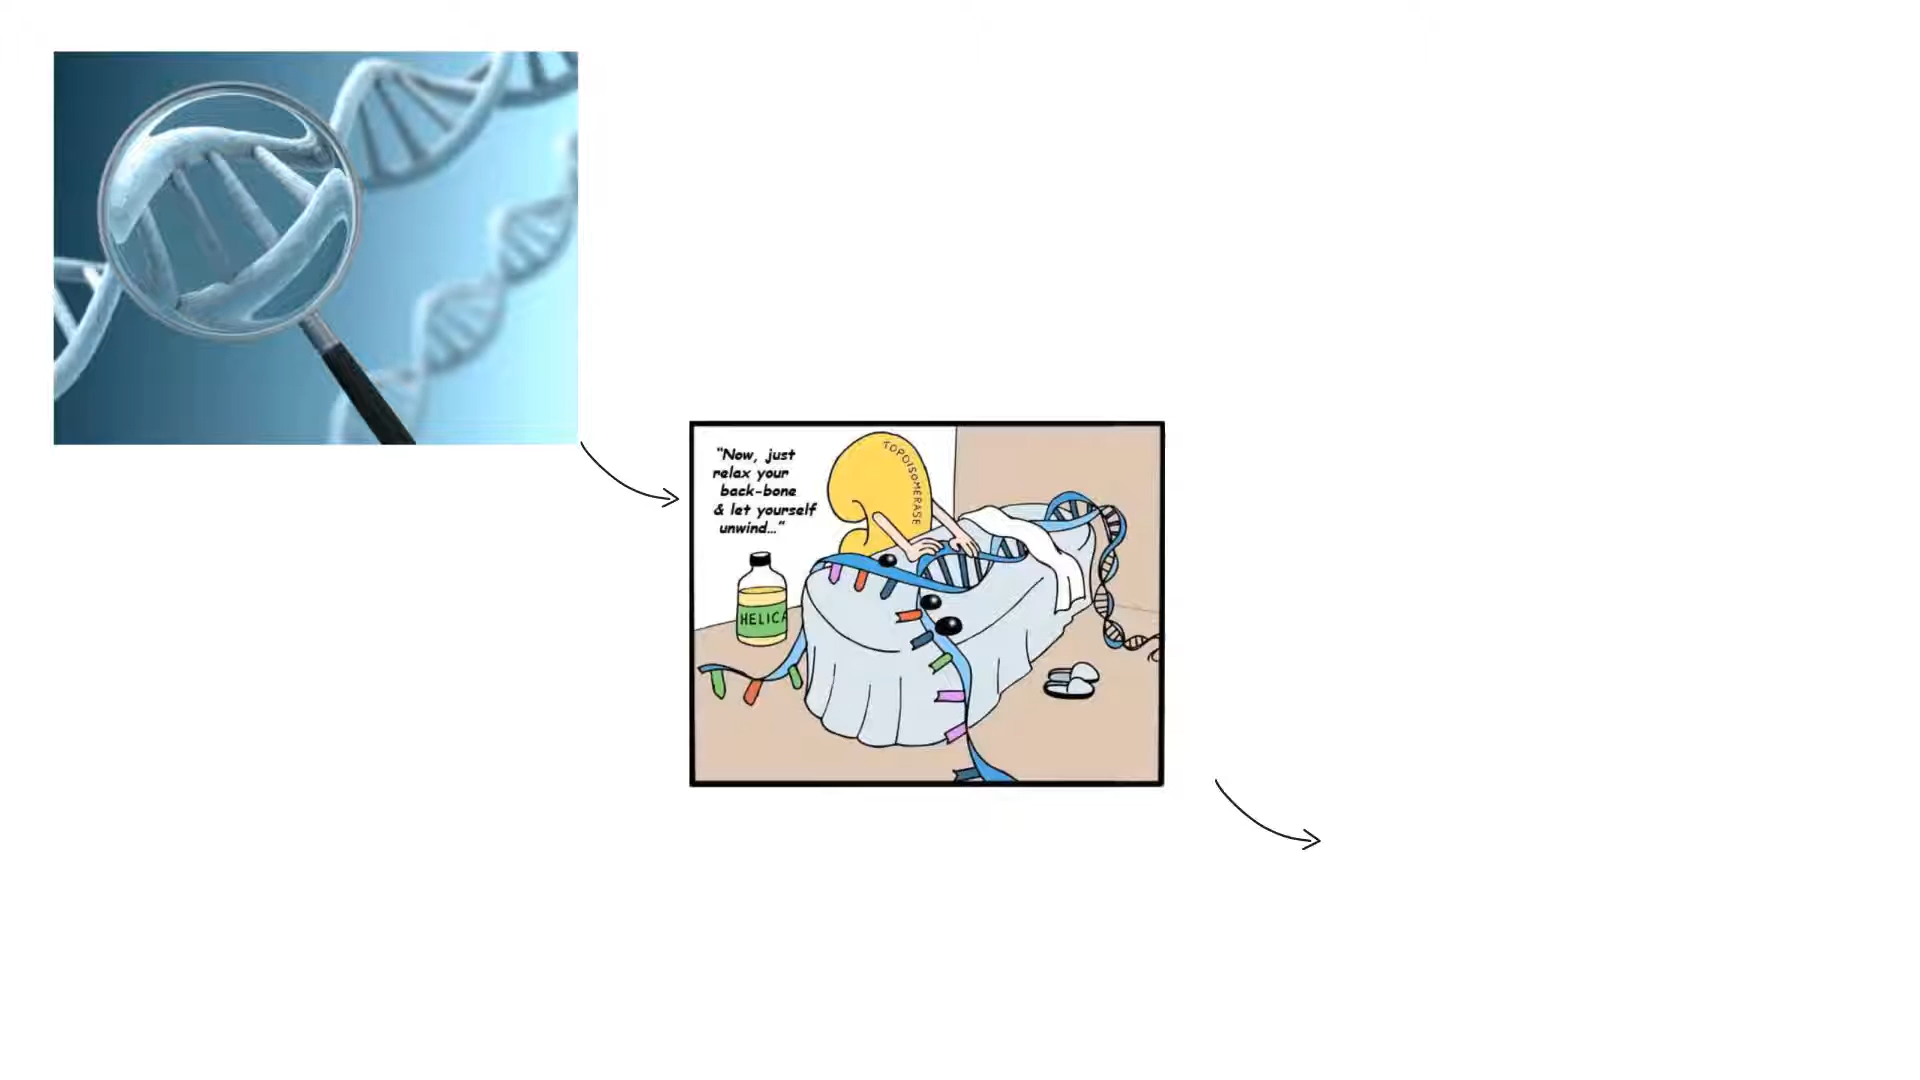 "Now, just
relax your
back-bone
& let yourself
unwind..."
TOPOISOMERASE
HELICA